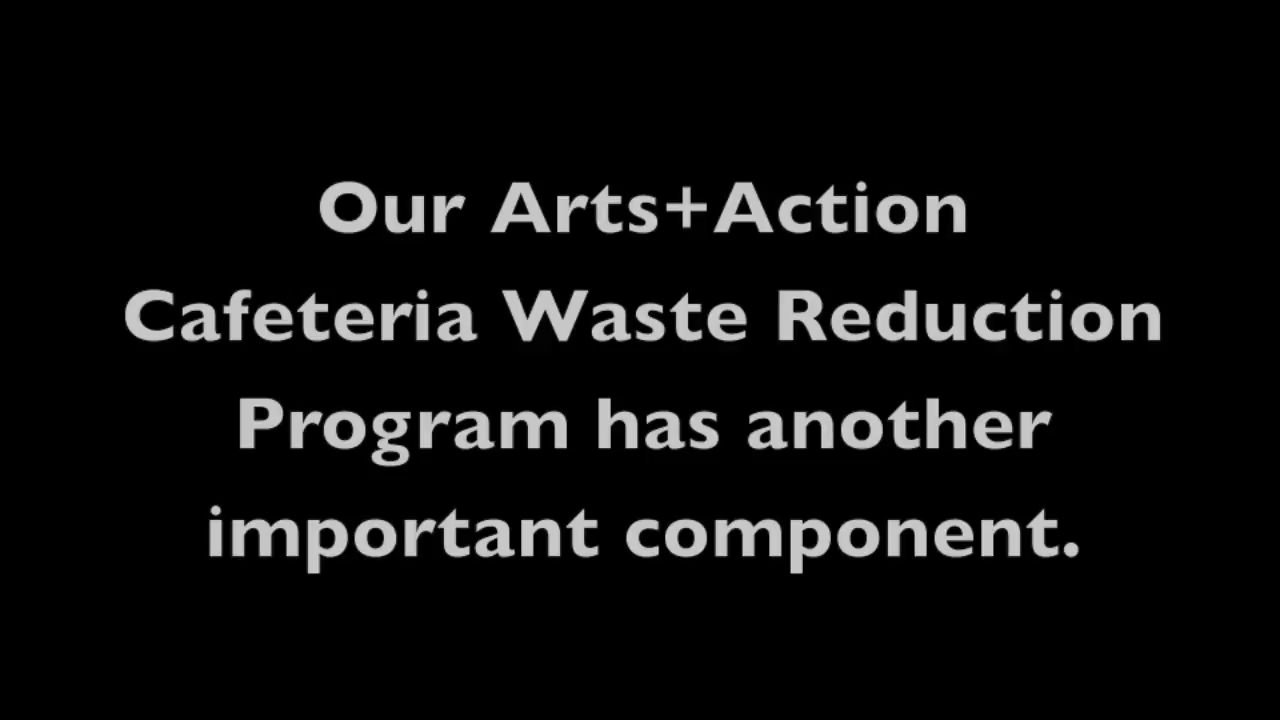 Our Arts+Action
Cafeteria Waste Reduction
Program has another
important component.